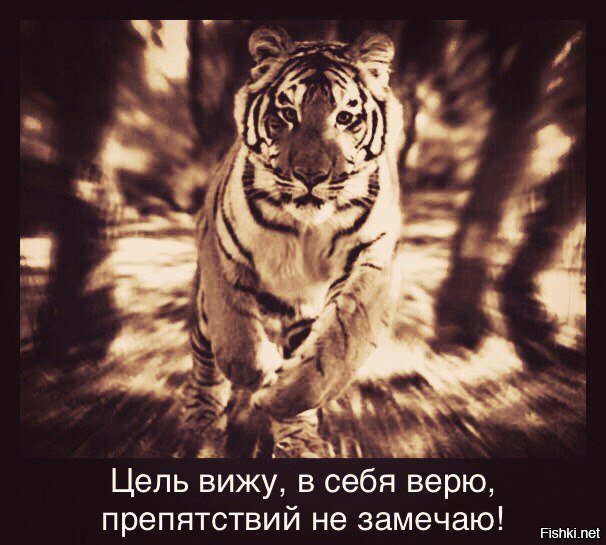 Цель вижу, в себя верю,
препятствий не замечаю!
Fishki.net